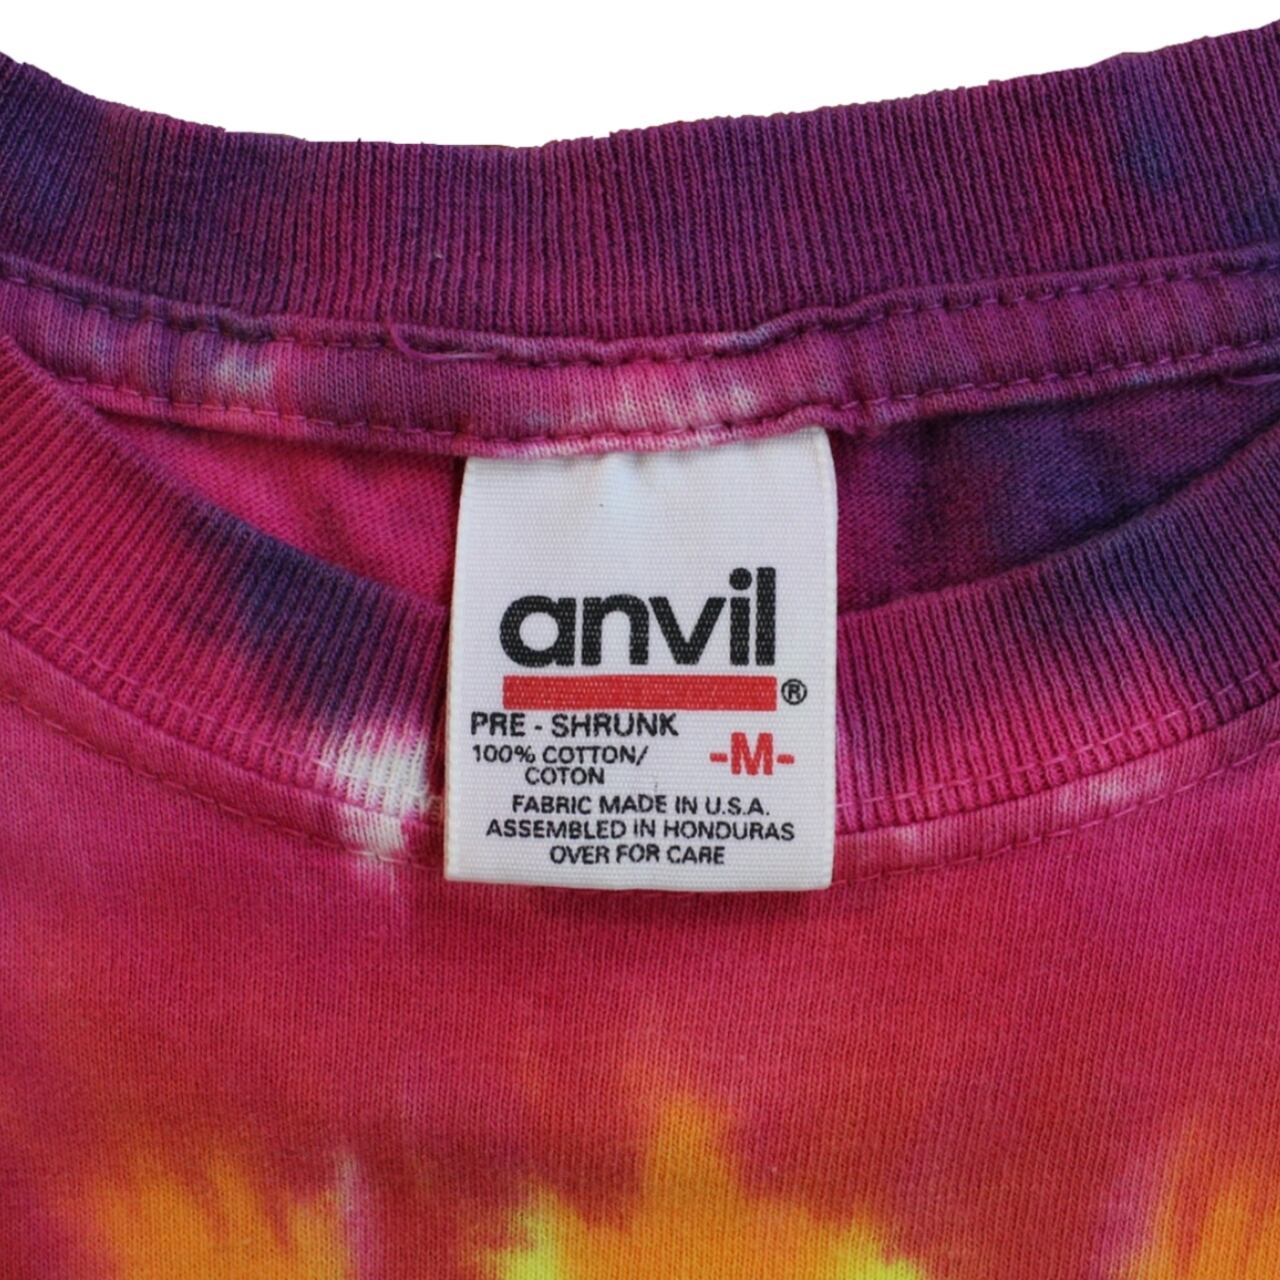 anvil
®
PRE - SHRUNK
100% COTTON/
COTON
-M-
FABRIC MADE IN U.S.A.
ASSEMBLED IN HONDURAS
OVER FOR CARE